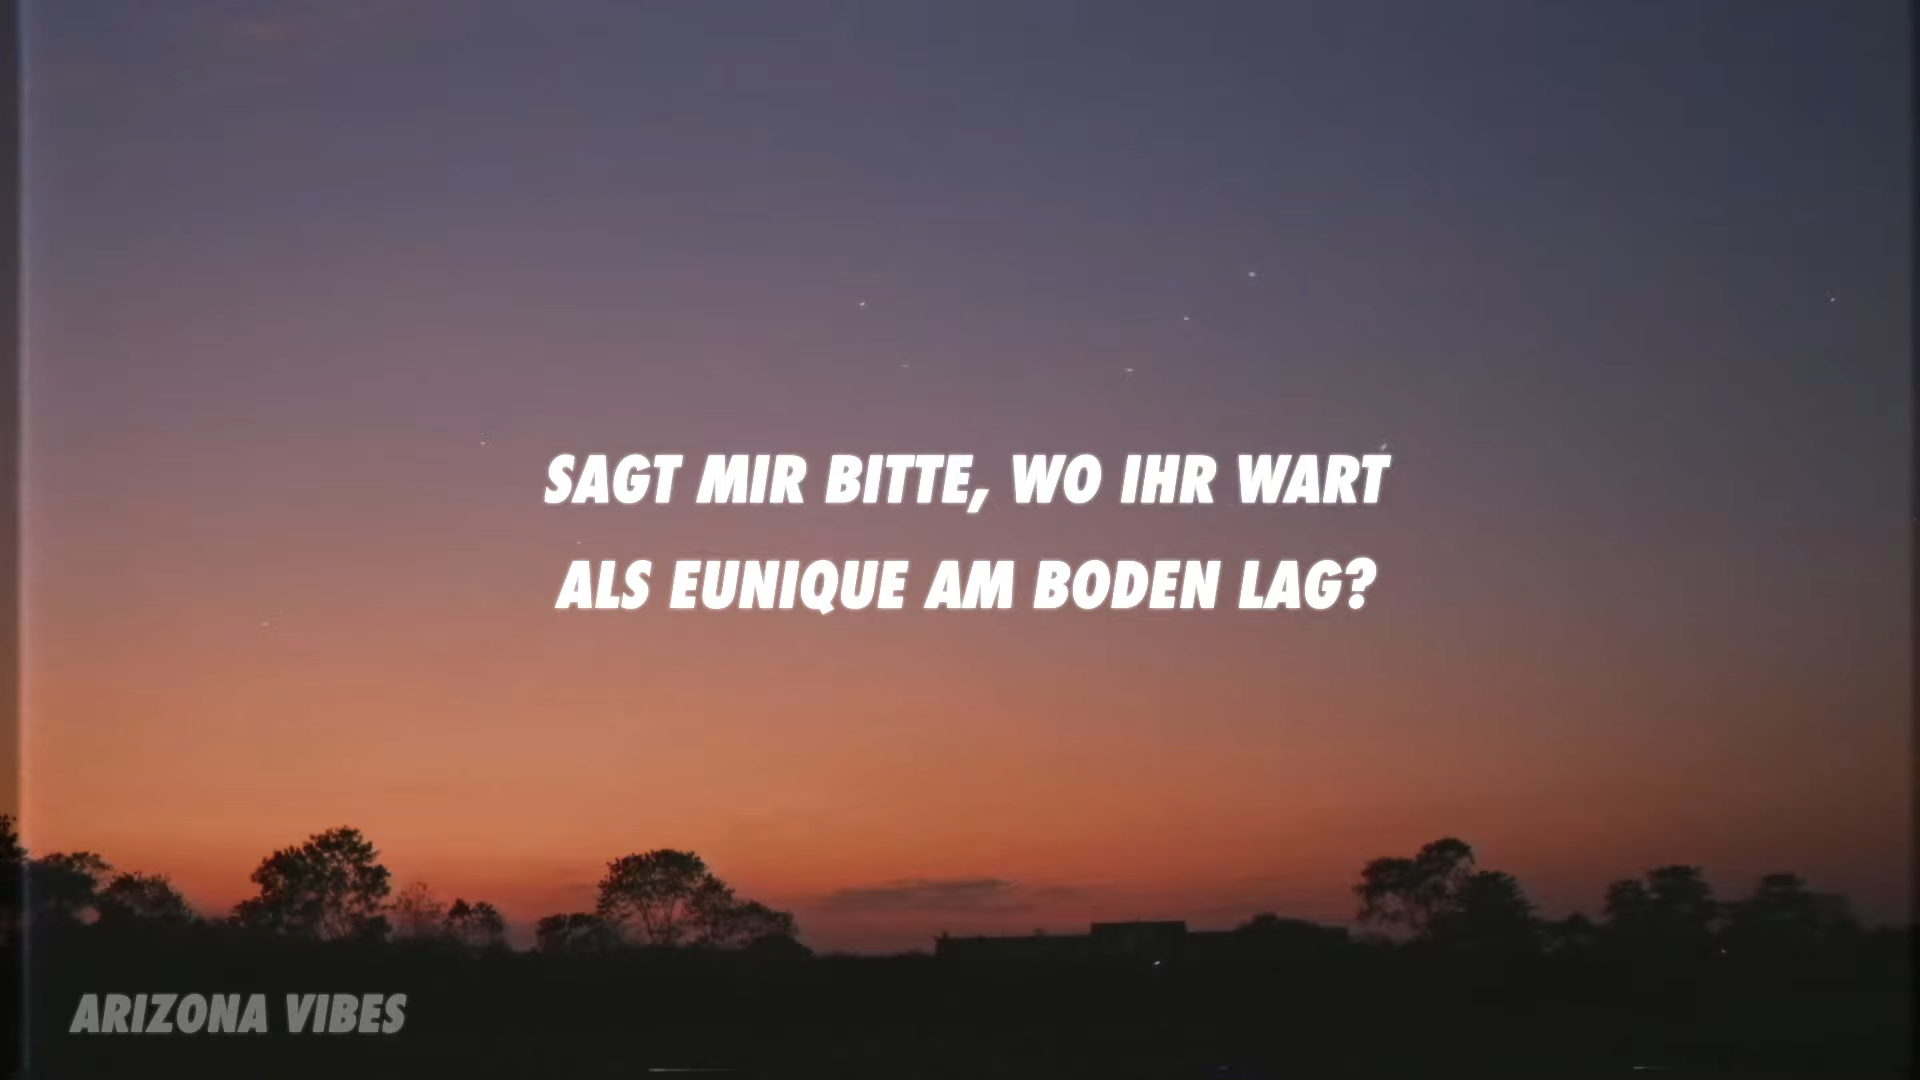 SAGT MIR BITTE, WO IHR WART
ALS EUNIQUE AM BODEN LAG?
ARIZONA VIBES